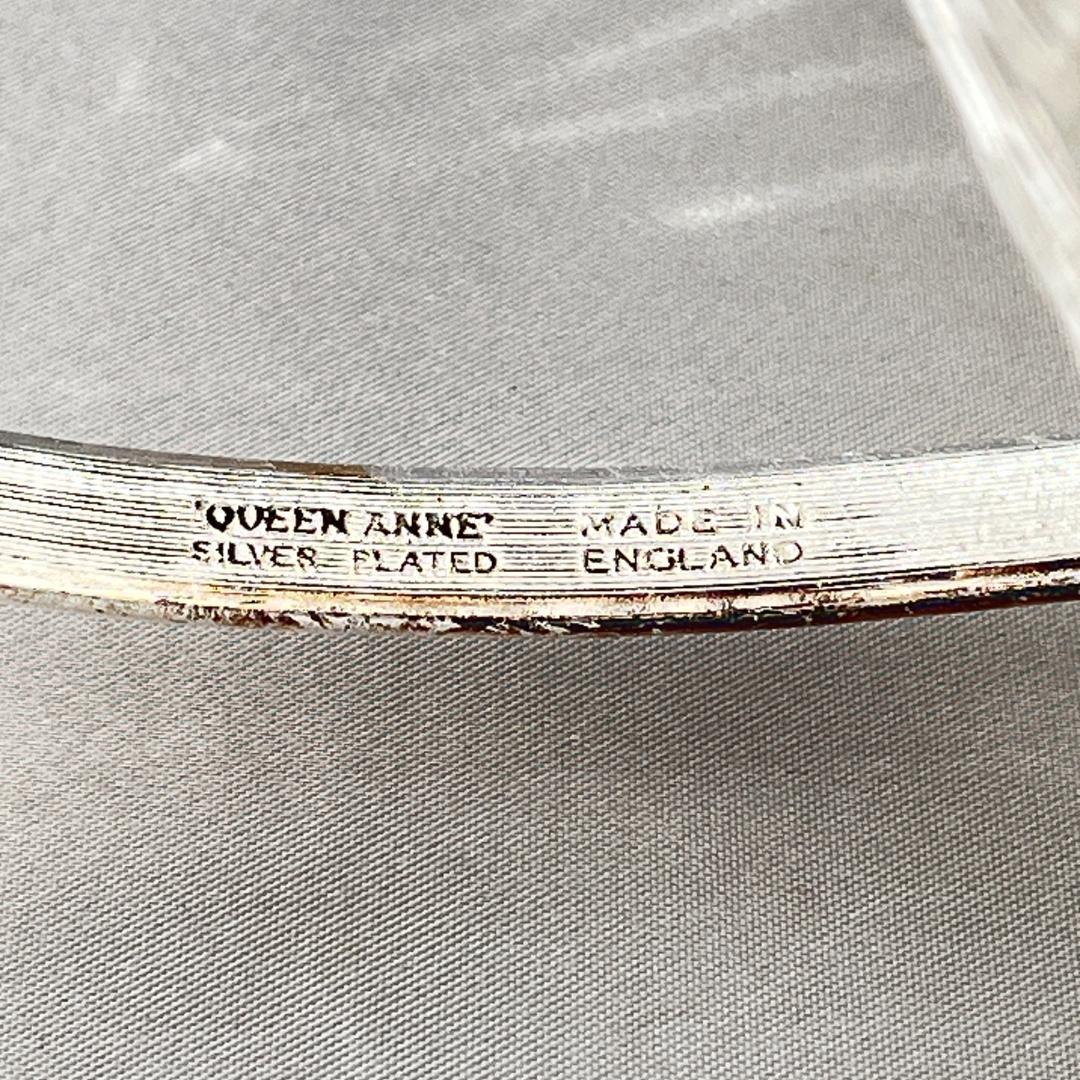 'QUEEN ANNE'
SILVER PLATED
MADE IN
ENGLAND